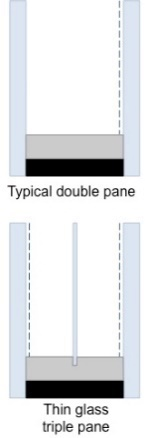 Typical double pane
Thin glass
triple pane